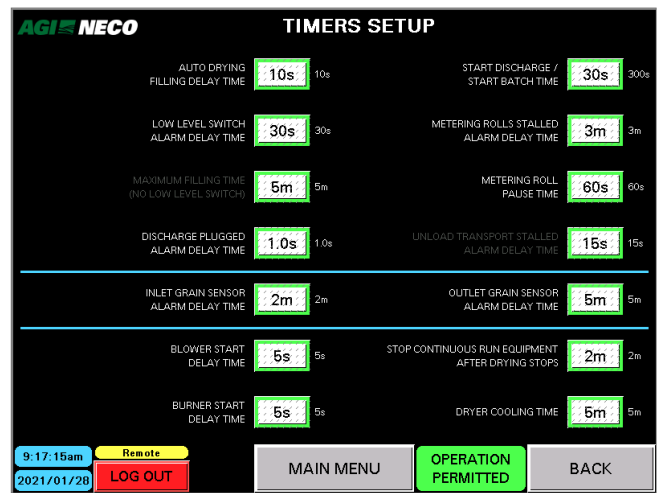 AGI NECO
TIMERS SETUP
AUTO DRYING
FILLING DELAY TIME
10s
10s
START DISCHARGE /
START BATCH TIME
30s
300s
LOW LEVEL SWITCH
ALARM DELAY TIME
30s
30s
METERING ROLLS STALLED
ALARM DELAY TIME
3m
3m
MAXIMUM FILLING TIME
(NO LOW LEVEL SWITCH)
5m
5m
METERING ROLL
PAUSE TIME
60s
60s
DISCHARGE PLUGGED
ALARM DELAY TIME
1.0s
1.0s
UNLOAD TRANSPORT STALLED
ALARM DELAY TIME
15s
15s
INLET GRAIN SENSOR
ALARM DELAY TIME
2m
2m
OUTLET GRAIN SENSOR
ALARM DELAY TIME
5m
5m
BLOWER START
DELAY TIME
5s
5s
STOP CONTINUOUS RUN EQUIPMENT
AFTER DRYING STOPS
2m
2m
BURNER START
DELAY TIME
5s
5s
DRYER COOLING TIME
5m
5m
9:17:15am
2021/01/28
Remote
LOG OUT
MAIN MENU
OPERATION
PERMITTED
BACK